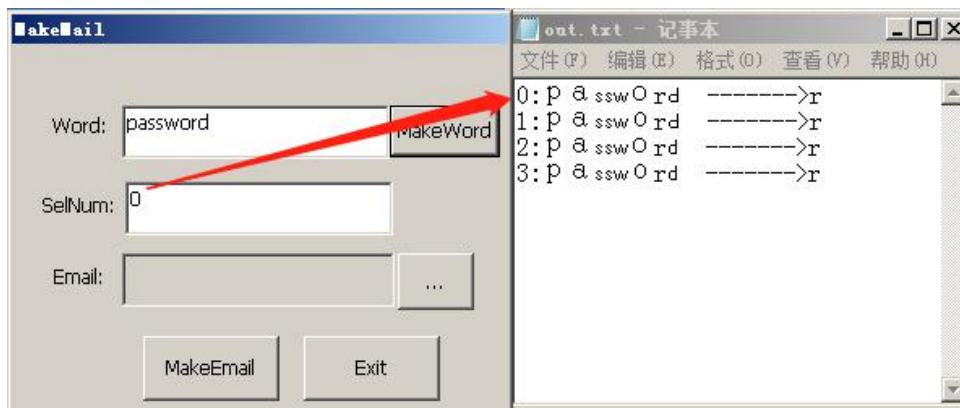 MakeMail
Word:
password
MakeWord
SelNum:
0
Email:
...
MakeEmail
Exit
out.txt - 记事本
文件(F) 编辑(E) 格式(O) 查看(V) 帮助(H)
0:р а ssw о rd ------->r
1:р а ssw о rd ------->r
2:р а ssw О rd ------->r
3:р а ssw О rd ------->r